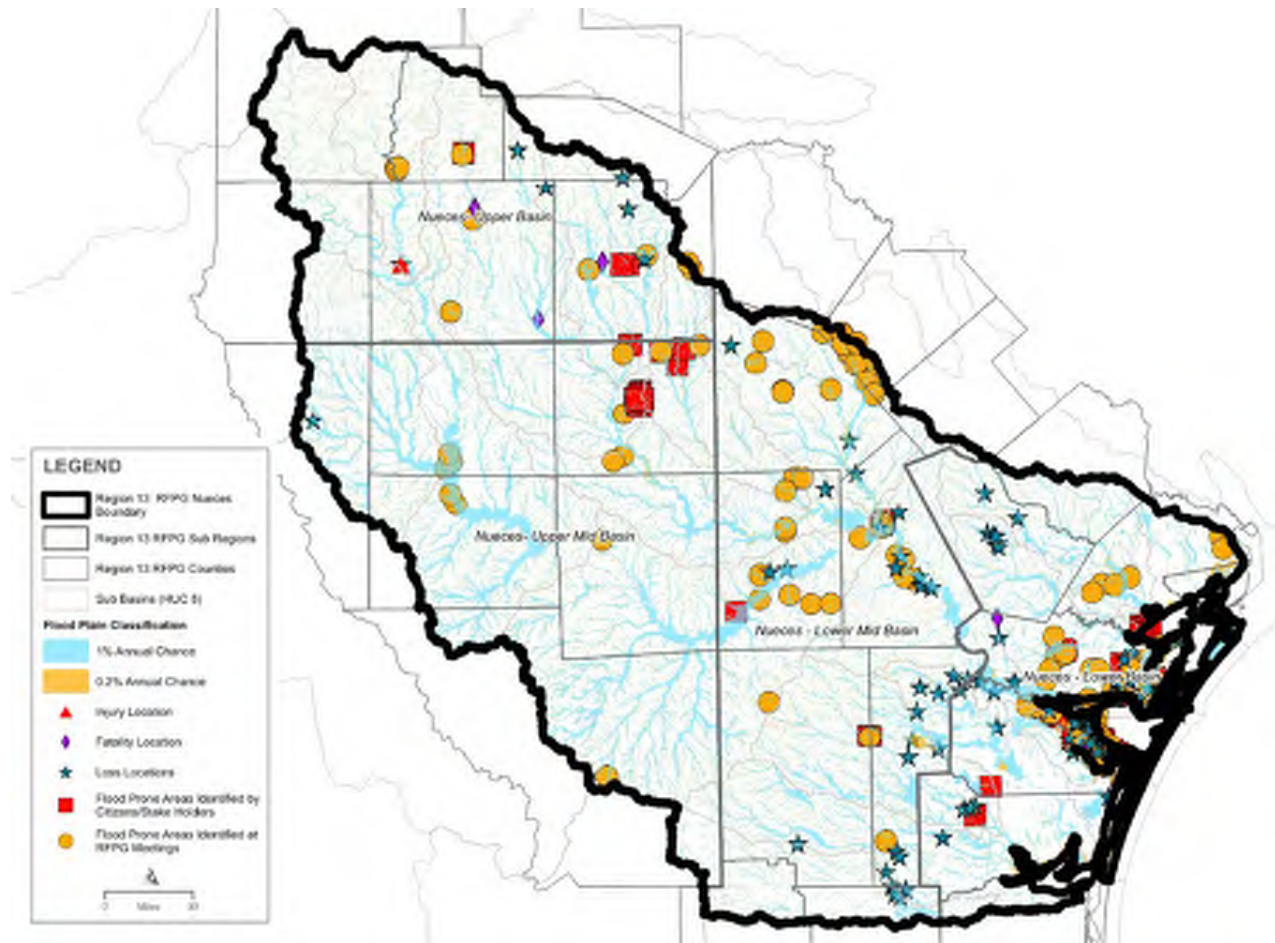 Nueces- Upper Basin
Nueces- Upper Mid Basin
Nueces - Lower Mid Basin
Nueces - Lower Basin
LEGEND
Region 13 RFPG Nueces
Boundary
Region 13 RFPG Sub Regions
Region 13 RFPG Counties
Sub Basins (HUC 8)
Flood Plain Classification
1% Annual Chance
0.2% Annual Chance
Injury Location
Fatality Location
Loss Locations
Flood Prone Areas Identified by
Citizens/Stake Holders
Flood Prone Areas Identified at
RFPG Meetings
0 Miles